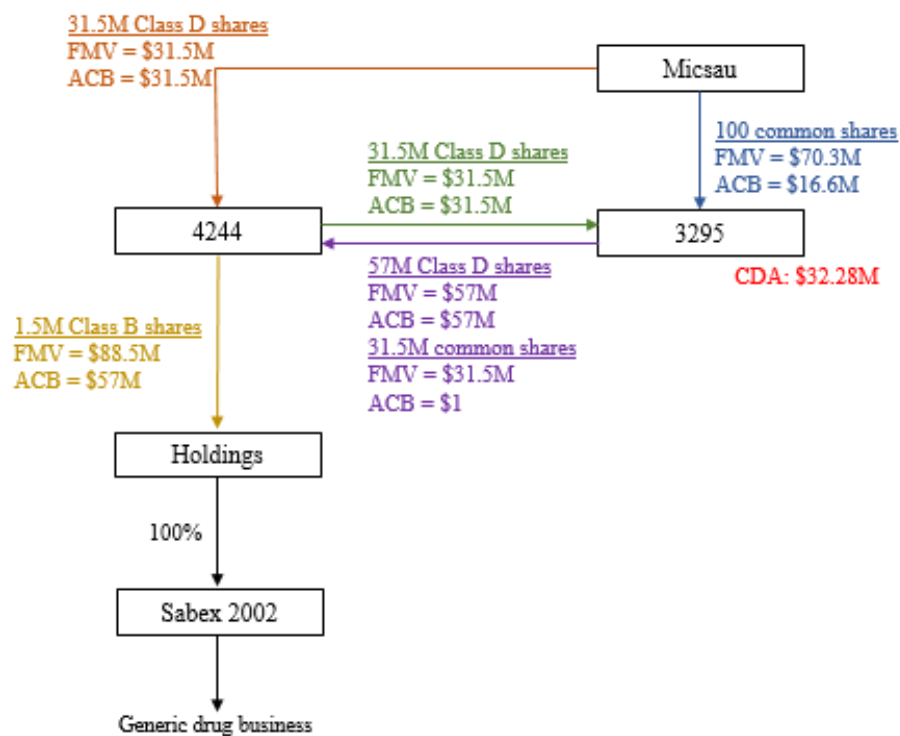 31.5M Class D shares
FMV = $31.5M
ACB = $31.5M
Micsau
100 common shares
FMV = $70.3M
ACB = $16.6M
31.5M Class D shares
FMV = $31.5M
ACB = $31.5M
4244
3295
57M Class D shares
FMV = $57M
ACB = $57M
31.5M common shares
FMV = $31.5M
ACB = $1
CDA: $32.28M
1.5M Class B shares
FMV = $88.5M
ACB = $57M
Holdings
100%
Sabex 2002
Generic drug business